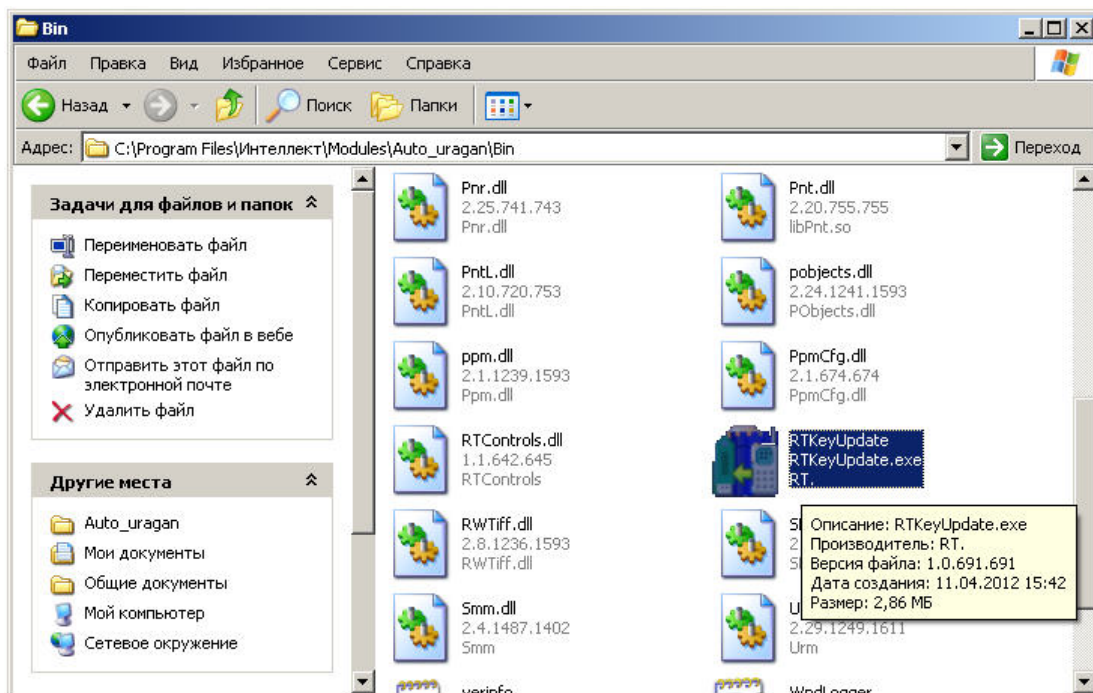 Bin
Файл Правка Вид Избранное Сервис Справка
Назад Поиск Папки
Адрес: C:\Program Files\Интеллект\Modules\Auto_uragan\Bin Переход
Задачи для файлов и папок
Переименовать файл
Переместить файл
Копировать файл
Опубликовать файл в вебе
Отправить этот файл по
электронной почте
Удалить файл
Другие места
Auto_uragan
Мои документы
Общие документы
Мой компьютер
Сетевое окружение
Pnr.dll
2.25.741.743
Pnr.dll
Pnt.dll
2.20.755.755
libPnt.so
PntL.dll
2.10.720.753
PntL.dll
pobjects.dll
2.24.1241.1593
PObjects.dll
ppm.dll
2.1.1239.1593
Ppm.dll
PpmCfg.dll
2.1.674.674
PpmCfg.dll
RTControls.dll
1.1.642.645
RTControls
RTKeyUpdate
RTKeyUpdate.exe
RT.
RWTiff.dll
2.8.1236.1593
RWTiff.dll
Описание: RTKeyUpdate.exe
Производитель: RT.
Версия файла: 1.0.691.691
Дата создания: 11.04.2012 15:42
Размер: 2,86 МБ
Smm.dll
2.4.1487.1402
Smm
2.29.1249.1611
Urm
verinfo
WndLogger